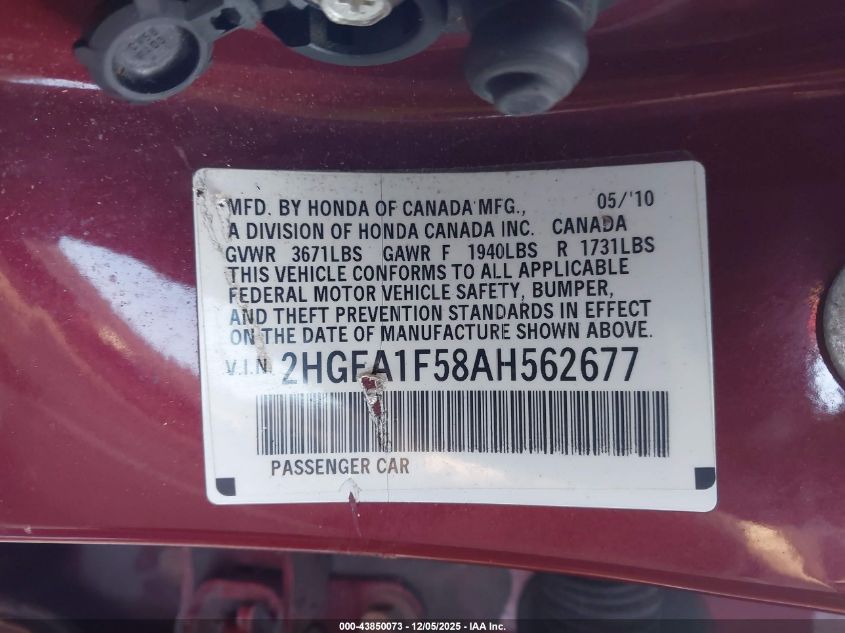 MFD. BY HONDA OF CANADA MFG., 05/'10
A DIVISION OF HONDA CANADA INC. CANADA
GVWR 3671LBS GAWR F 1940LBS R 1731LBS
THIS VEHICLE CONFORMS TO ALL APPLICABLE
FEDERAL MOTOR VEHICLE SAFETY, BUMPER,
AND THEFT PREVENTION STANDARDS IN EFFECT
ON THE DATE OF MANUFACTURE SHOWN ABOVE.
V.I.N. 2HGFA1F58AH562677
PASSENGER CAR
000-43850073 - 12/05/2025 - IAA Inc.